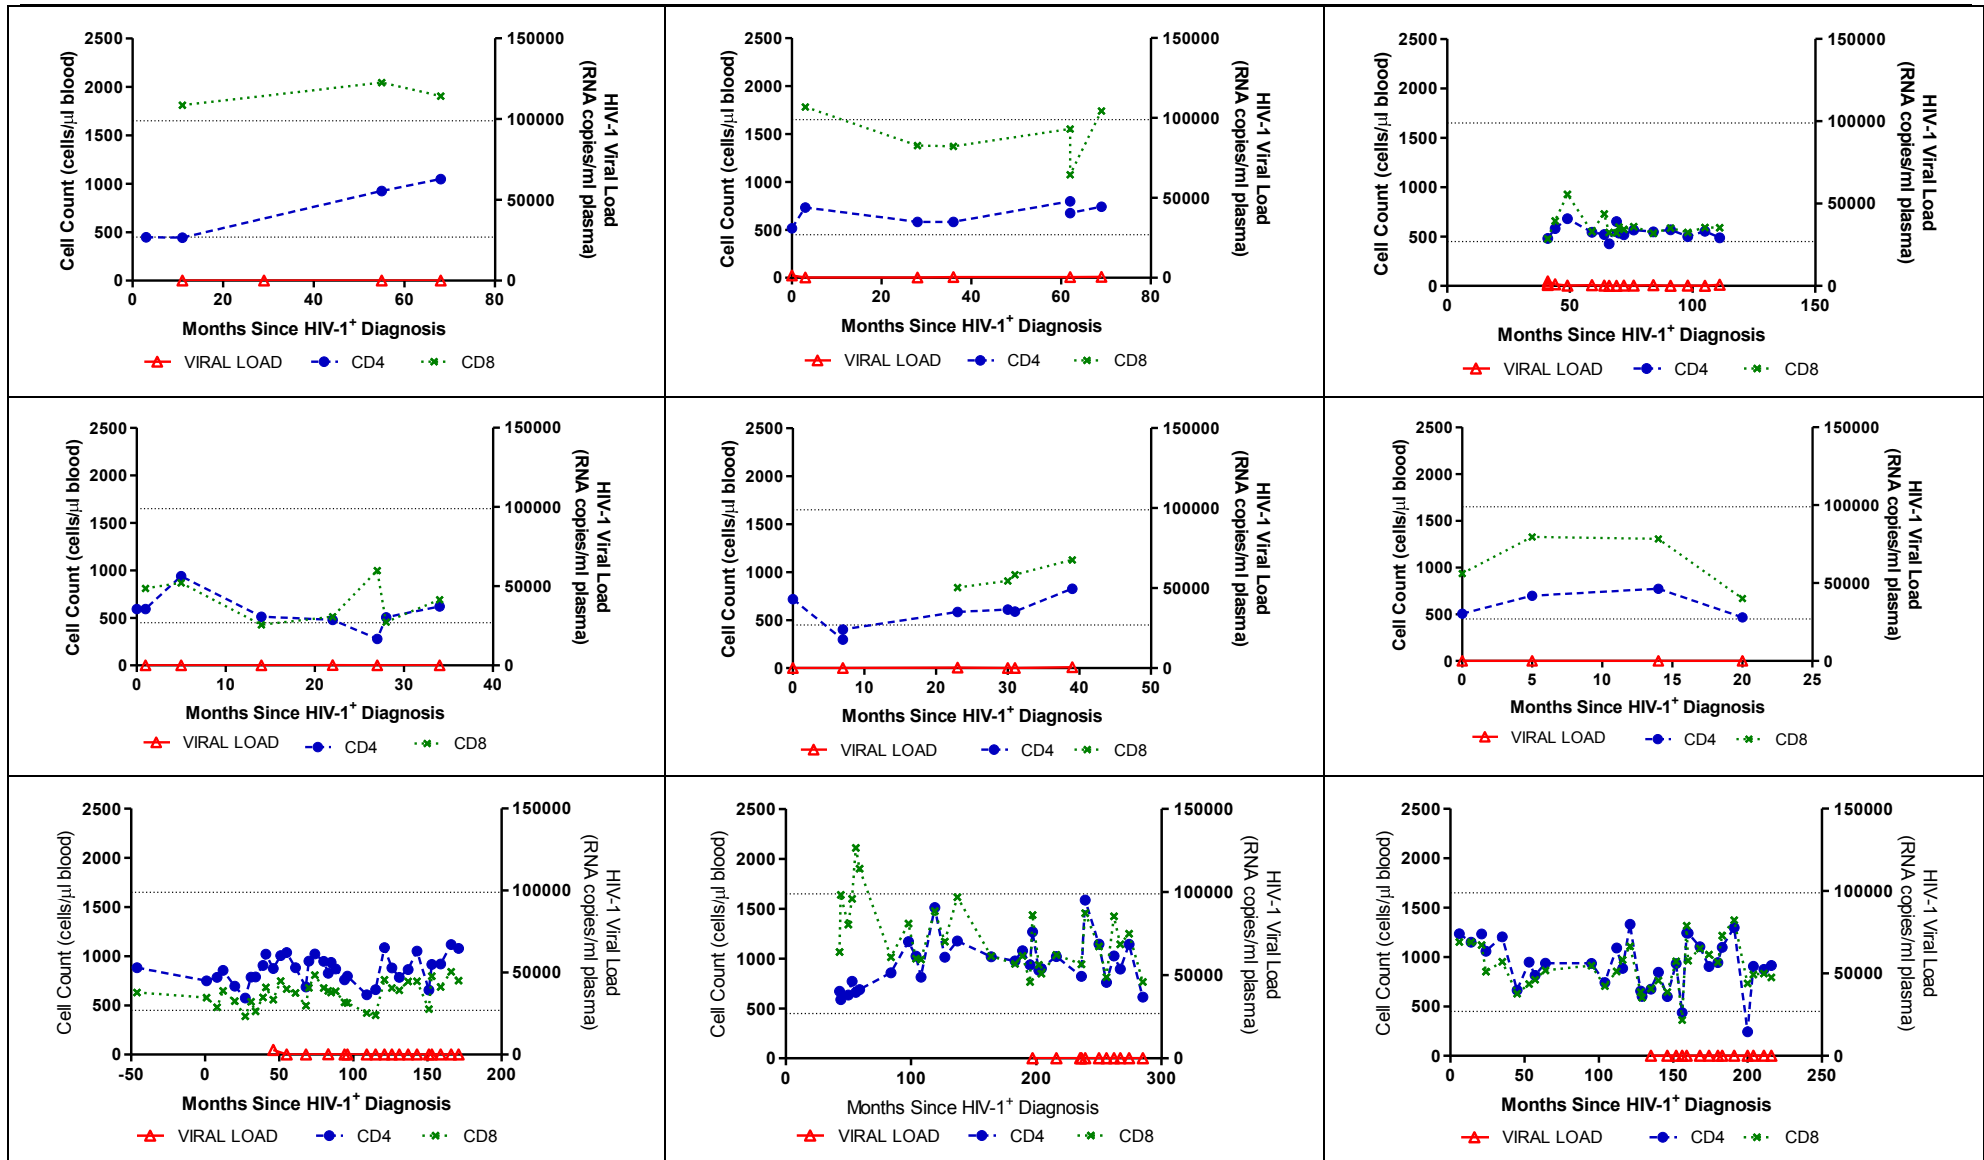 2500
2000
1500
1000
500
0
Cell Count (cells/µl blood)
150000
100000
50000
0
HIV-1 Viral Load
(RNA copies/ml plasma)
0 20 40 60 80
Months Since HIV-1+ Diagnosis
VIRAL LOAD CD4 CD8
2500
2000
1500
1000
500
0
Cell Count (cells/µl blood)
150000
100000
50000
0
HIV-1 Viral Load
(RNA copies/ml plasma)
0 20 40 60 80
Months Since HIV-1+ Diagnosis
VIRAL LOAD CD4 CD8
2500
2000
1500
1000
500
0
Cell Count (cells/µl blood)
150000
100000
50000
0
HIV-1 Viral Load
(RNA copies/ml plasma)
0 50 100 150
Months Since HIV-1+ Diagnosis
VIRAL LOAD CD4 CD8
2500
2000
1500
1000
500
0
Cell Count (cells/µl blood)
150000
100000
50000
0
HIV-1 Viral Load
(RNA copies/ml plasma)
0 10 20 30 40
Months Since HIV-1+ Diagnosis
VIRAL LOAD CD4 CD8
2500
2000
1500
1000
500
0
Cell Count (cells/µl blood)
150000
100000
50000
0
HIV-1 Viral Load
(RNA copies/ml plasma)
0 10 20 30 40 50
Months Since HIV-1+ Diagnosis
VIRAL LOAD CD4 CD8
2500
2000
1500
1000
500
0
Cell Count (cells/µl blood)
150000
100000
50000
0
HIV-1 Viral Load
(RNA copies/ml plasma)
0 5 10 15 20 25
Months Since HIV-1+ Diagnosis
VIRAL LOAD CD4 CD8
2500
2000
1500
1000
500
0
Cell Count (cells/µl blood)
150000
100000
50000
0
HIV-1 Viral Load
(RNA copies/ml plasma)
-50 0 50 100 150 200
Months Since HIV-1+ Diagnosis
VIRAL LOAD CD4 CD8
2500
2000
1500
1000
500
0
Cell Count (cells/µl blood)
150000
100000
50000
0
HIV-1 Viral Load
(RNA copies/ml plasma)
0 100 200 300
Months Since HIV-1+ Diagnosis
VIRAL LOAD CD4 CD8
2500
2000
1500
1000
500
0
Cell Count (cells/µl blood)
150000
100000
50000
0
HIV-1 Viral Load
(RNA copies/ml plasma)
0 50 100 150 200 250
Months Since HIV-1+ Diagnosis
VIRAL LOAD CD4 CD8